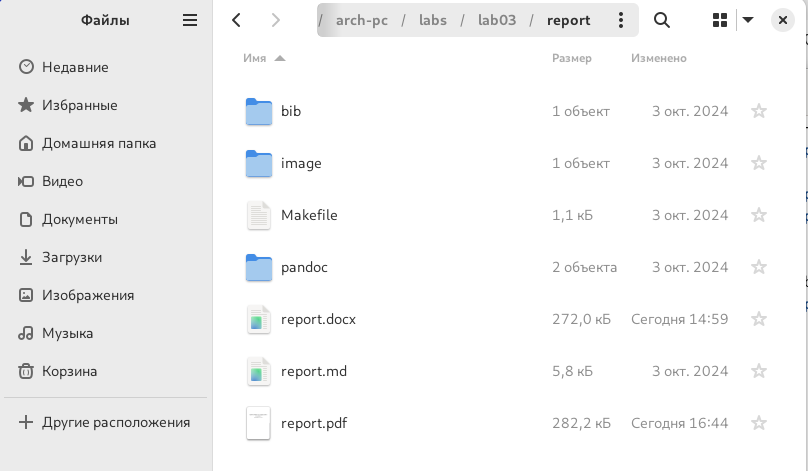 Файлы
/ arch-pc / labs / lab03 / report
Имя Размер Изменено
Недавние
Избранные
Домашняя папка
Видео
Документы
Загрузки
Изображения
Музыка
Корзина
Другие расположения
bib 1 объект 3 окт. 2024
image 1 объект 3 окт. 2024
Makefile 1,1 кБ 3 окт. 2024
pandoc 2 объекта 3 окт. 2024
report.docx 272,0 кБ Сегодня 14:59
report.md 5,8 кБ 3 окт. 2024
report.pdf 282,2 кБ Сегодня 16:44